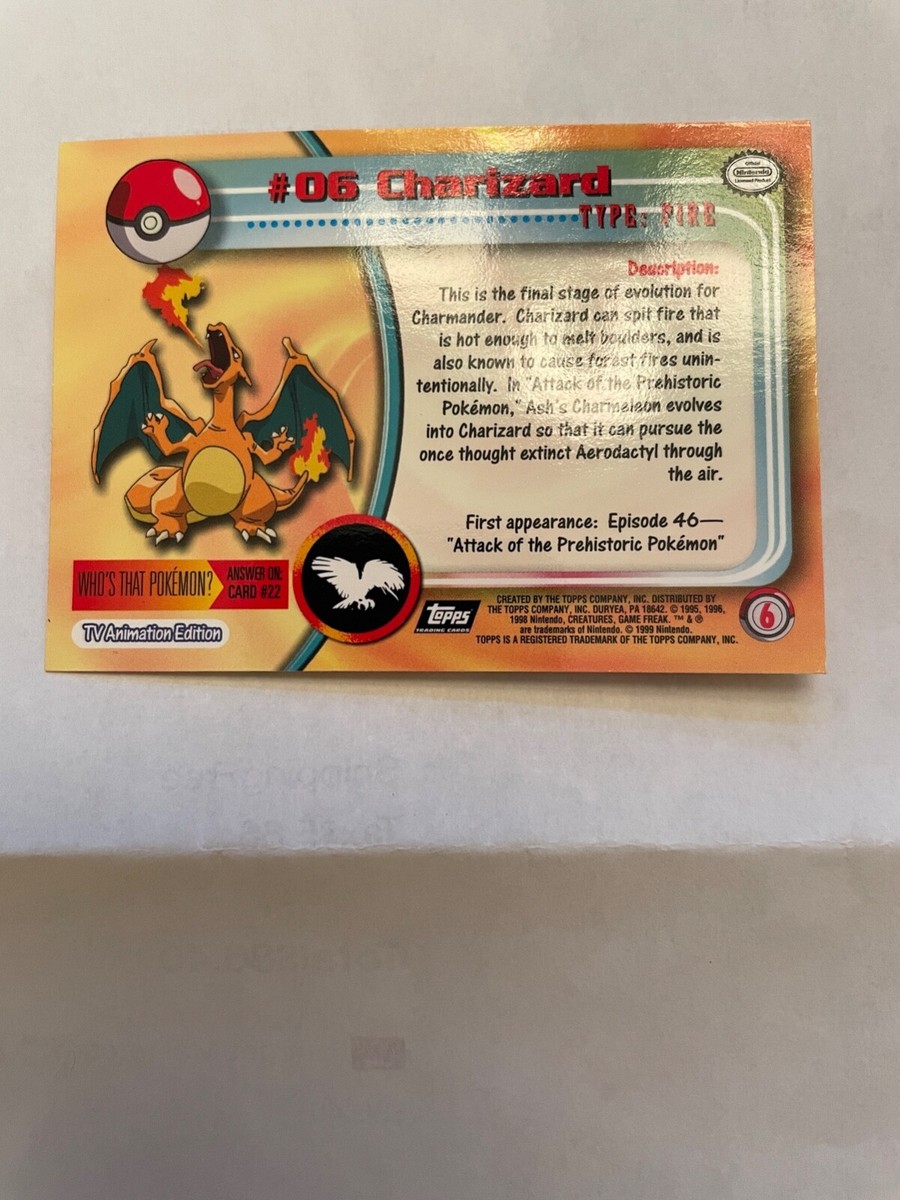 #06 Charizard
TYPE: FIRE
Official
Nintendo
Licensed Product
Description:
This is the final stage of evolution for
Charmander. Charizard can spit fire that
is hot enough to melt boulders, and is
also known to cause forest fires unin-
tentionally. In "Attack of the Prehistoric
Pokémon," Ash's Charmeleon evolves
into Charizard so that it can pursue the
once thought extinct Aerodactyl through
the air.
First appearance: Episode 46—
"Attack of the Prehistoric Pokémon"
WHO'S THAT POKÉMON?
ANSWER ON:
CARD #22
TV Animation Edition
Topps
TRADING CARDS
CREATED BY THE TOPPS COMPANY, INC. DISTRIBUTED BY
THE TOPPS COMPANY, INC. DURYEA, PA 18642. © 1995, 1996,
1998 Nintendo, CREATURES, GAME FREAK. ™ & ®
are trademarks of Nintendo. © 1999 Nintendo.
TOPPS IS A REGISTERED TRADEMARK OF THE TOPPS COMPANY, INC.
6